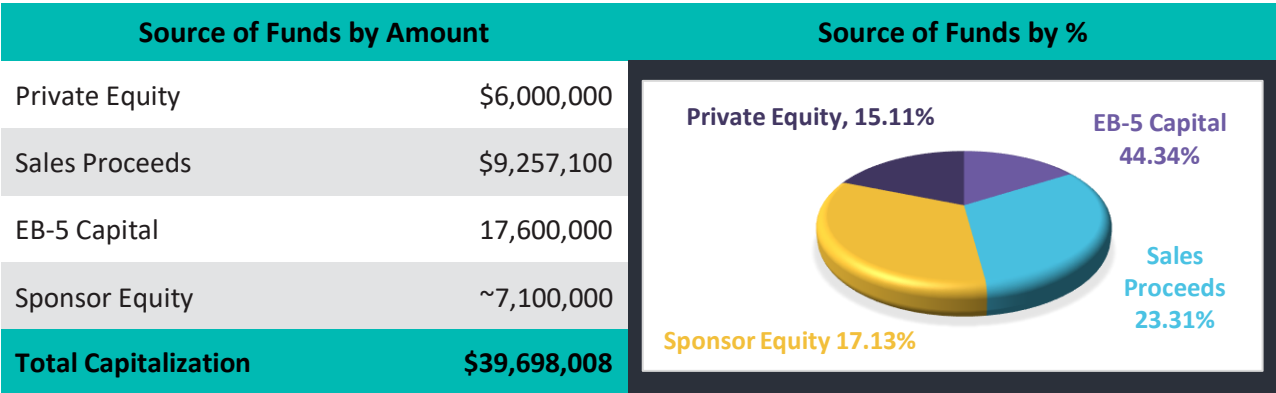 Source of Funds by Amount
Private Equity $6,000,000
Sales Proceeds $9,257,100
EB-5 Capital 17,600,000
Sponsor Equity ~7,100,000
Total Capitalization $39,698,008
Source of Funds by %
Private Equity, 15.11%
EB-5 Capital
44.34%
Sales
Proceeds
23.31%
Sponsor Equity 17.13%